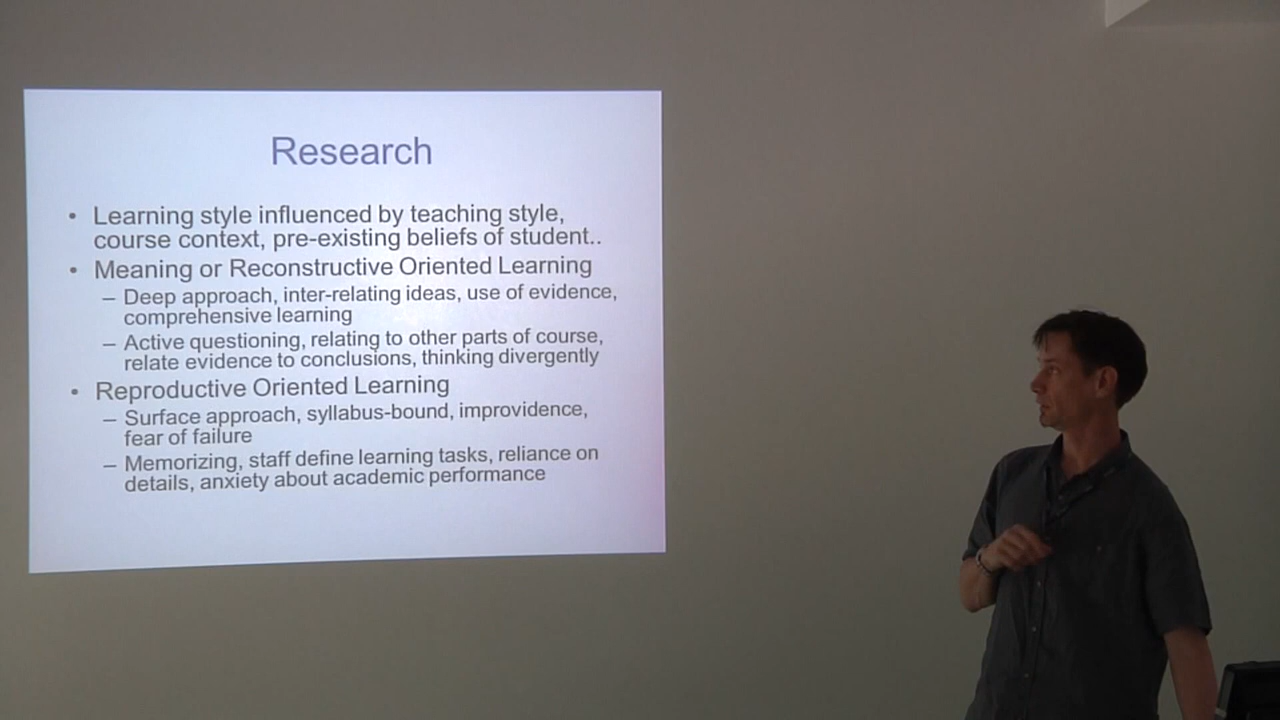 Research
• Learning style influenced by teaching style,
course context, pre-existing beliefs of student..
• Meaning or Reconstructive Oriented Learning
– Deep approach, inter-relating ideas, use of evidence,
comprehensive learning
– Active questioning, relating to other parts of course,
relate evidence to conclusions, thinking divergently
• Reproductive Oriented Learning
– Surface approach, syllabus-bound, improvidence,
fear of failure
– Memorizing, staff define learning tasks, reliance on
details, anxiety about academic performance